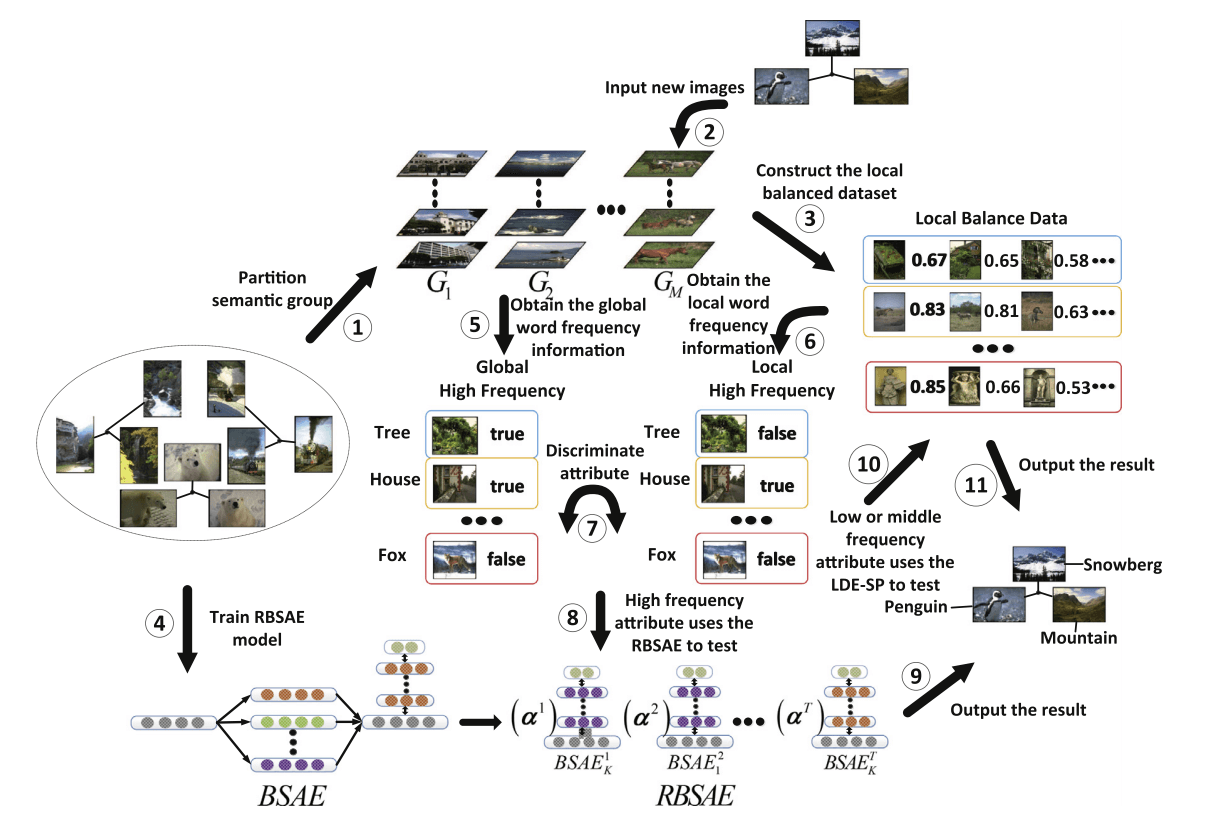 Input new images
2
Construct the local
balanced dataset
3
Local Balance Data
0.67 0.65 0.58
0.83 0.81 0.63
0.85 0.66 0.53
Partition
semantic group
1
G1 G2 GM
5
Obtain the global
word frequency
information
Obtain the
local word
frequency
information
6
Global
High Frequency
Local
High Frequency
Tree true
House true
Fox false
Discriminate
attribute
7
Tree false
House true
Fox false
10
11
Output the result
Low or middle
frequency
attribute uses the
LDE-SP to test
Snowberg
Penguin
Mountain
4
Train RBSAE
model
8
High frequency
attribute uses the
RBSAE to test
9
Output the result
(α^1) (α^2) (α^T)
BSAE_K^1 BSAE_1^2 BSAE_K^T
BSAE
RBSAE